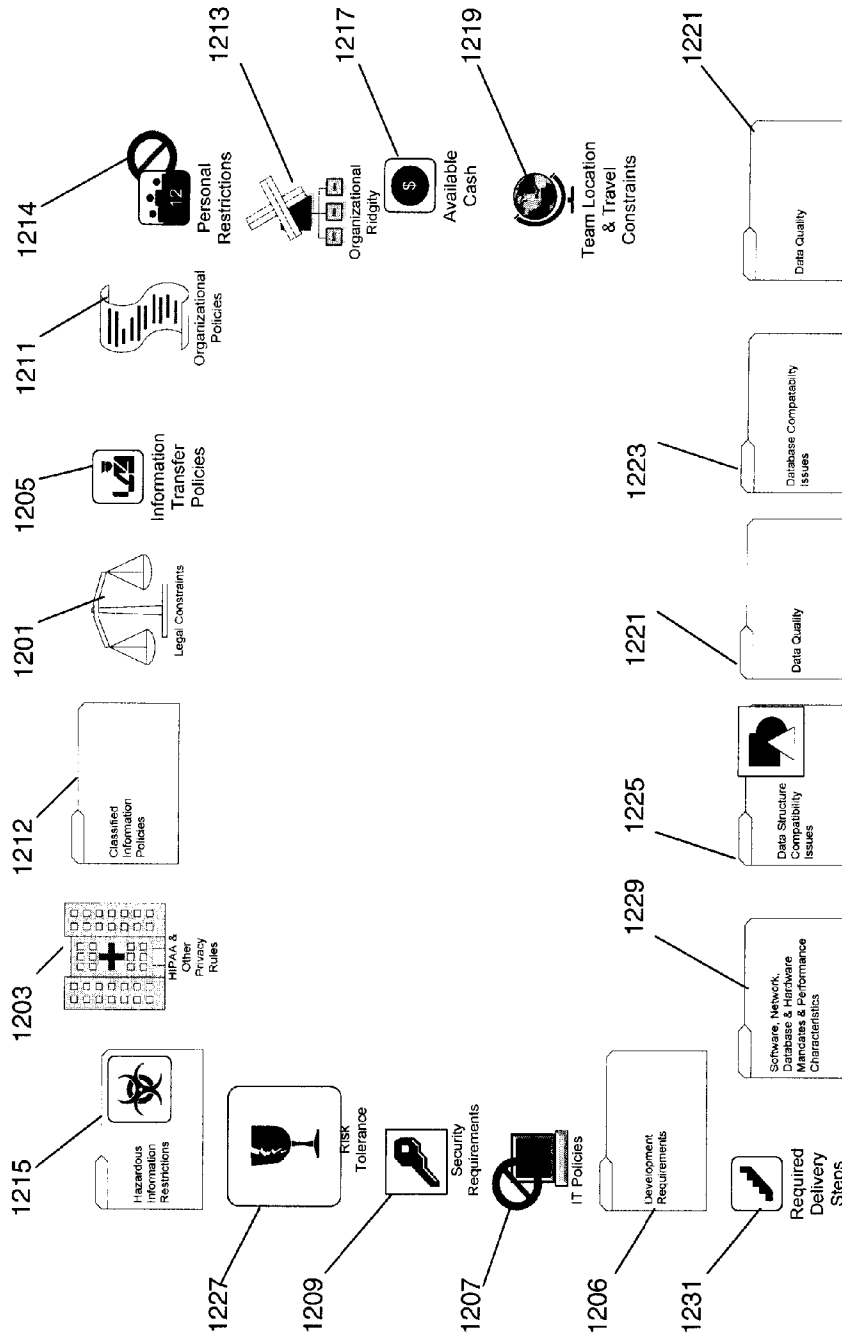 1215
Hazardous
Information
Restrictions
1203
HIPAA &
Other
Privacy
Rules
1212
Classified
Information
Policies
1201
Legal Constraints
1205
Information
Transfer
Policies
1211
Organizational
Policies
1214
12
Personal
Restrictions
1213
Organizational
Ridgity
1217
$
Available
Cash
1219
Team Location
& Travel
Constraints
1227
Risk
Tolerance
1209
Security
Requirements
1207
IT Policies
1206
Development
Requirements
1231
Required
Delivery
Steps
1229
Software, Network,
Database & Hardware
Mandates & Performance
Characteristics
1225
Data Structure
Compatibility
Issues
1221
Data Quality
1223
Database Compatability
Issues
1221
Data Quality